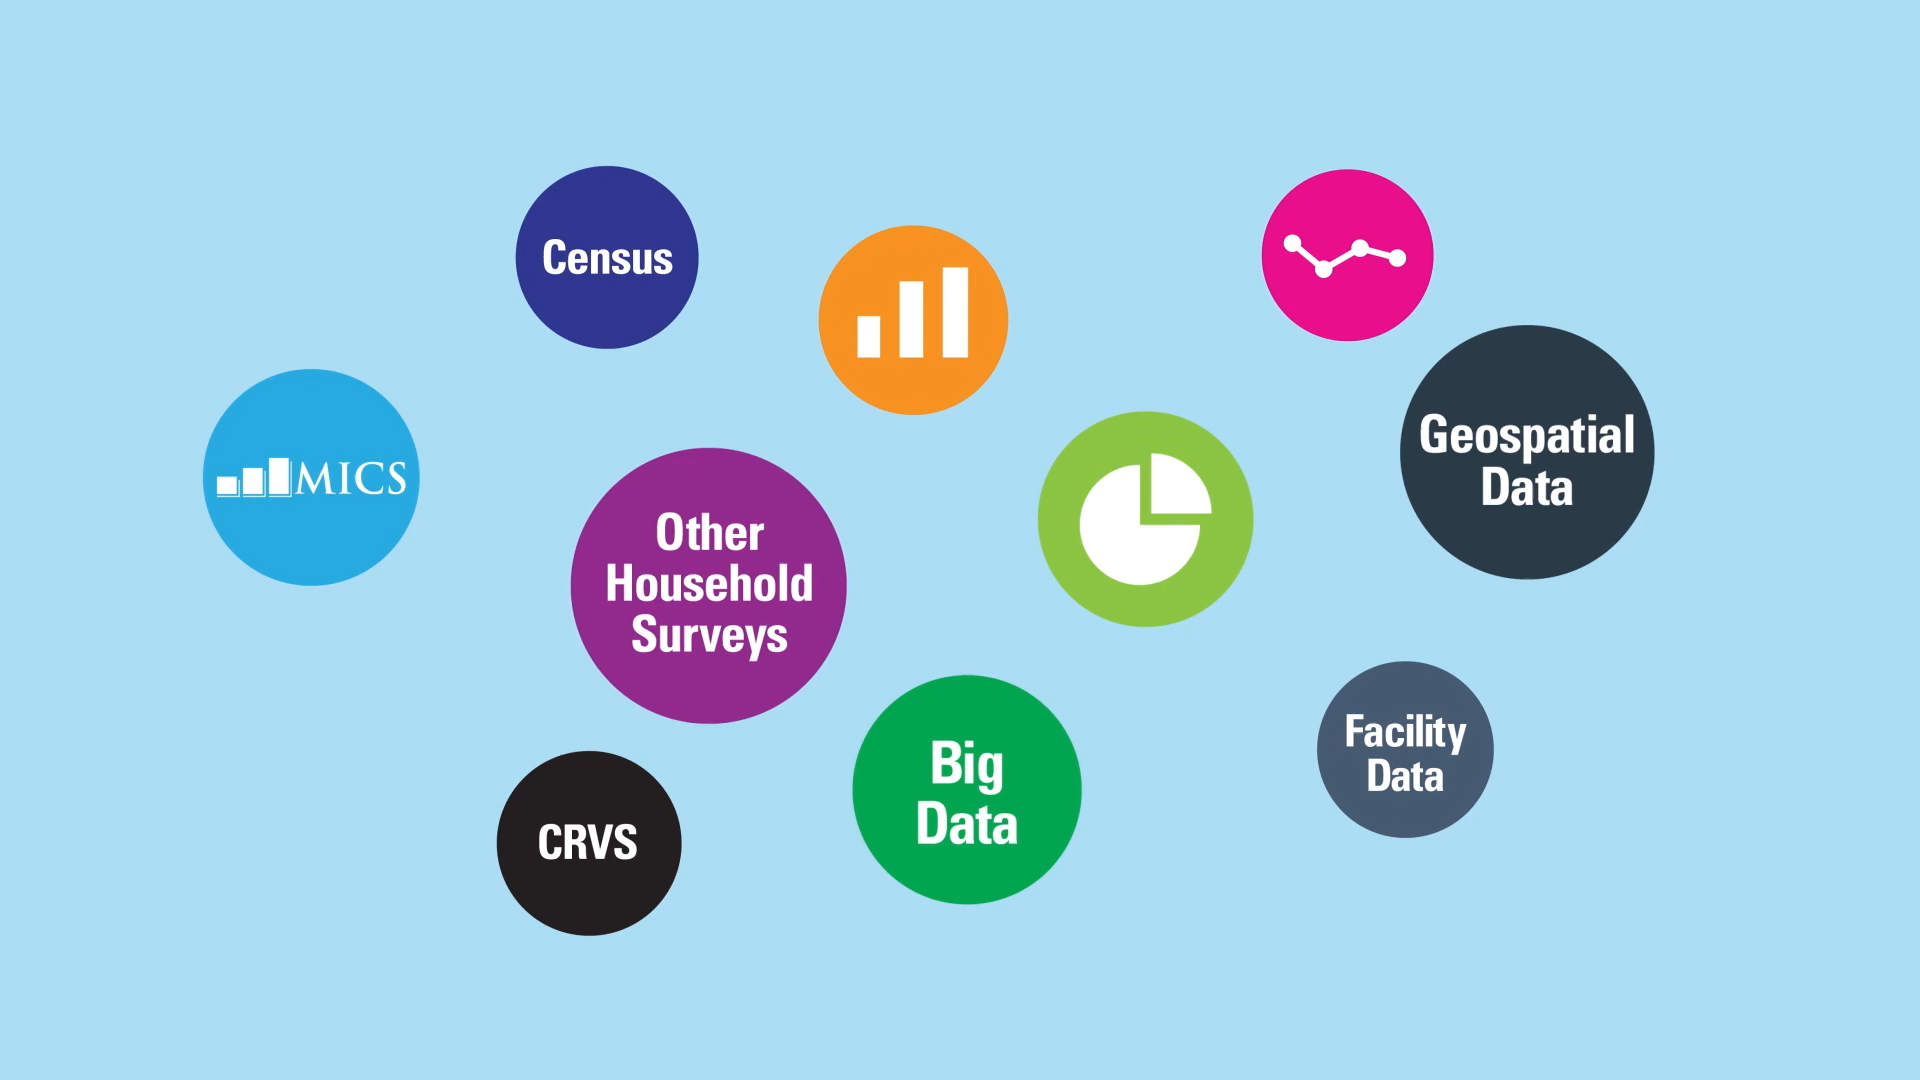 Census
MICS
Other
Household
Surveys
Geospatial
Data
CRVS
Big
Data
Facility
Data